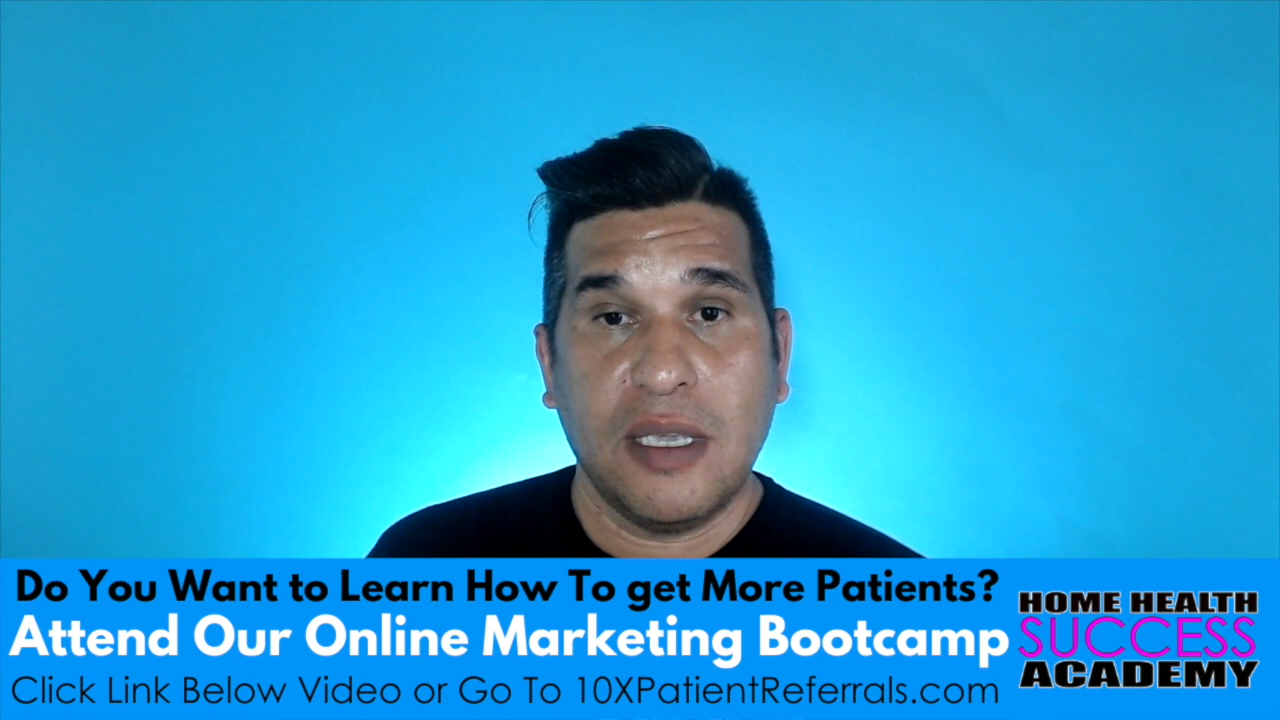 Do You Want to Learn How To get More Patients?
Attend Our Online Marketing Bootcamp
Click Link Below Video or Go To 10XPatientReferrals.com
HOME HEALTH
SUCCESS
ACADEMY